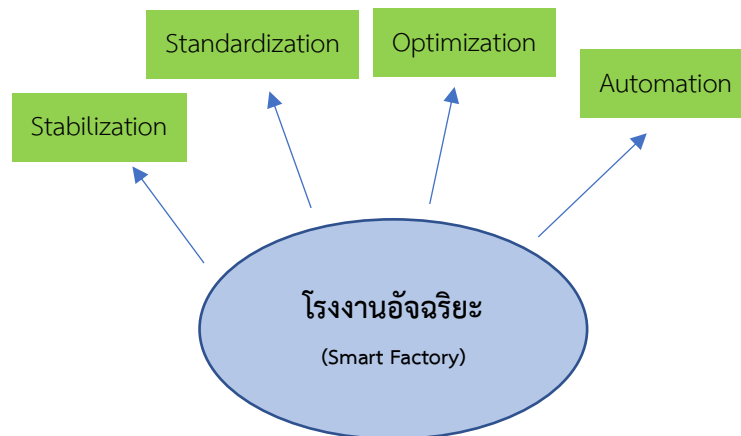 Standardization
Optimization
Automation
Stabilization
โรงงานอัจฉริยะ
(Smart Factory)